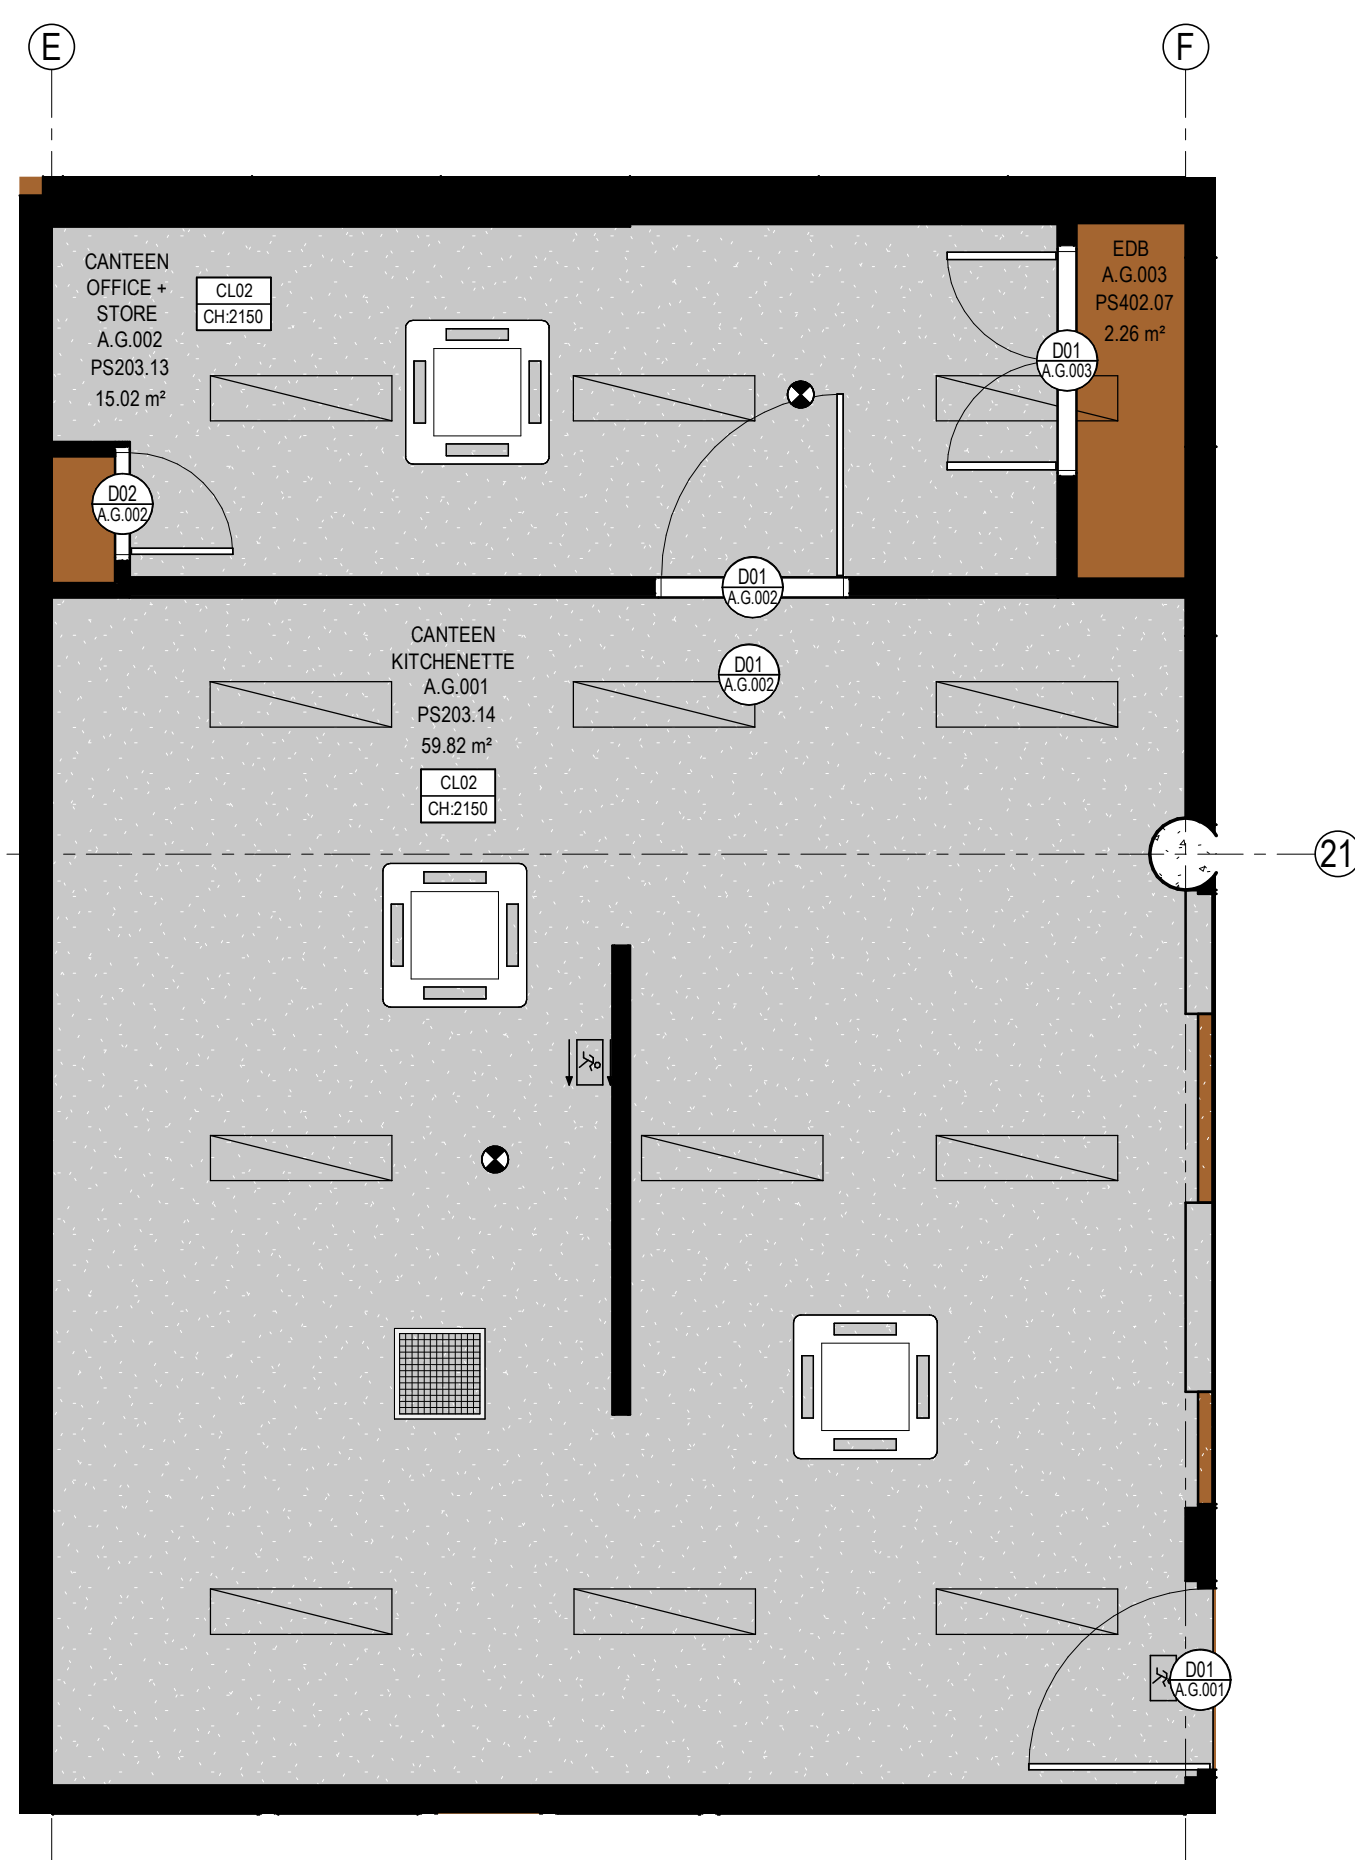 E
F
CANTEEN
OFFICE +
STORE
A.G.002
PS203.13
15.02 m²
CL02
CH:2150
EDB
A.G.003
PS402.07
2.26 m²
D01
A.G.003
D02
A.G.002
D01
A.G.002
CANTEEN
KITCHENETTE
A.G.001
PS203.14
59.82 m²
D01
A.G.002
CL02
CH:2150
21
D01
A.G.001